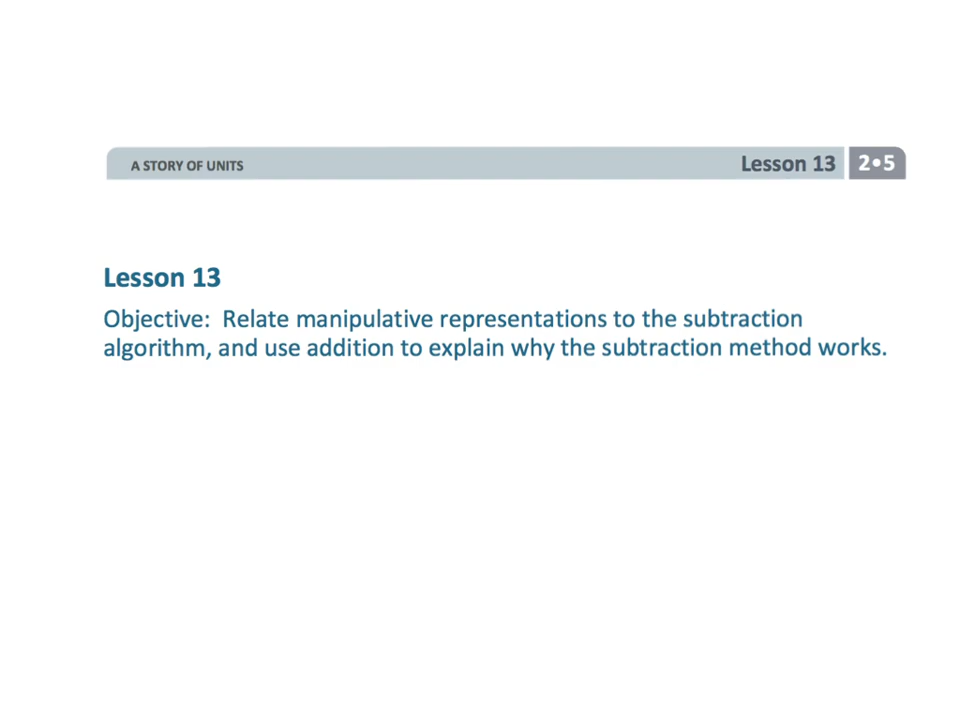 A STORY OF UNITS
Lesson 13
2•5
Lesson 13
Objective:  Relate manipulative representations to the subtraction
algorithm, and use addition to explain why the subtraction method works.